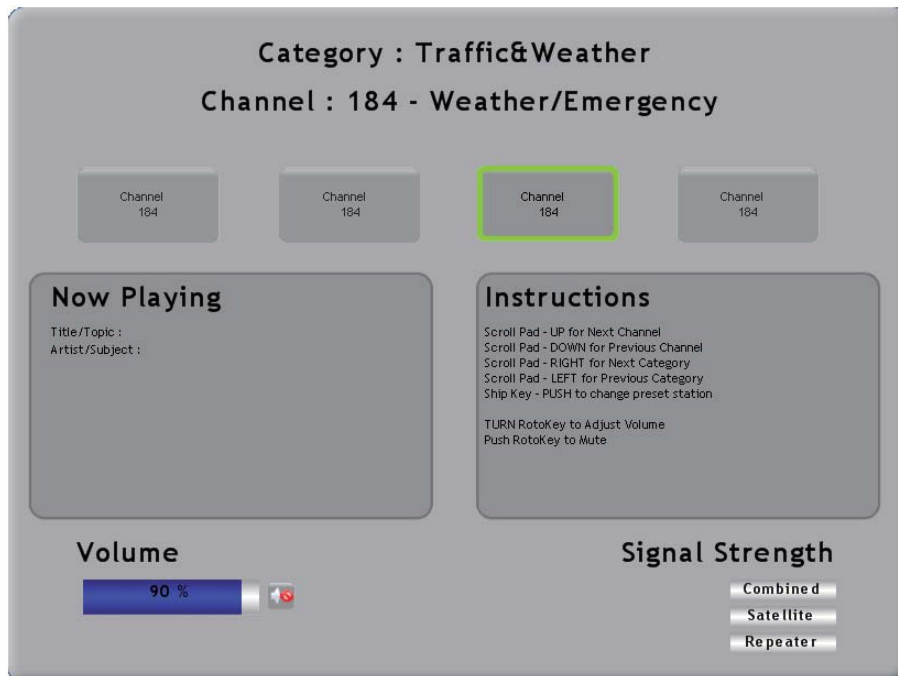 Category : Traffic&Weather
Channel : 184 - Weather/Emergency
Channel
184
Channel
184
Channel
184
Channel
184
Now Playing
Title/Topic :
Artist/Subject :
Instructions
Scroll Pad - UP for Next Channel
Scroll Pad - DOWN for Previous Channel
Scroll Pad - RIGHT for Next Category
Scroll Pad - LEFT for Previous Category
Ship Key - PUSH to change preset station
TURN RotoKey to Adjust Volume
Push RotoKey to Mute
Volume
90 %
Signal Strength
Combined
Satellite
Repeater